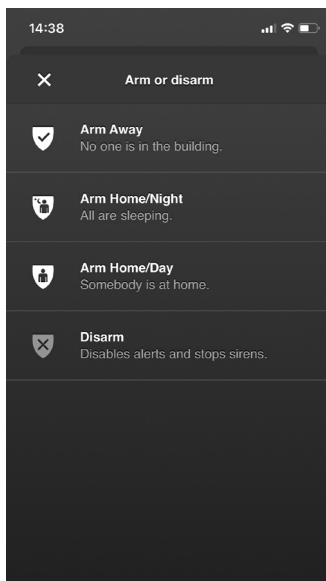 14:38
Arm or disarm
Arm Away
No one is in the building.
Arm Home/Night
All are sleeping.
Arm Home/Day
Somebody is at home.
Disarm
Disables alerts and stops sirens.